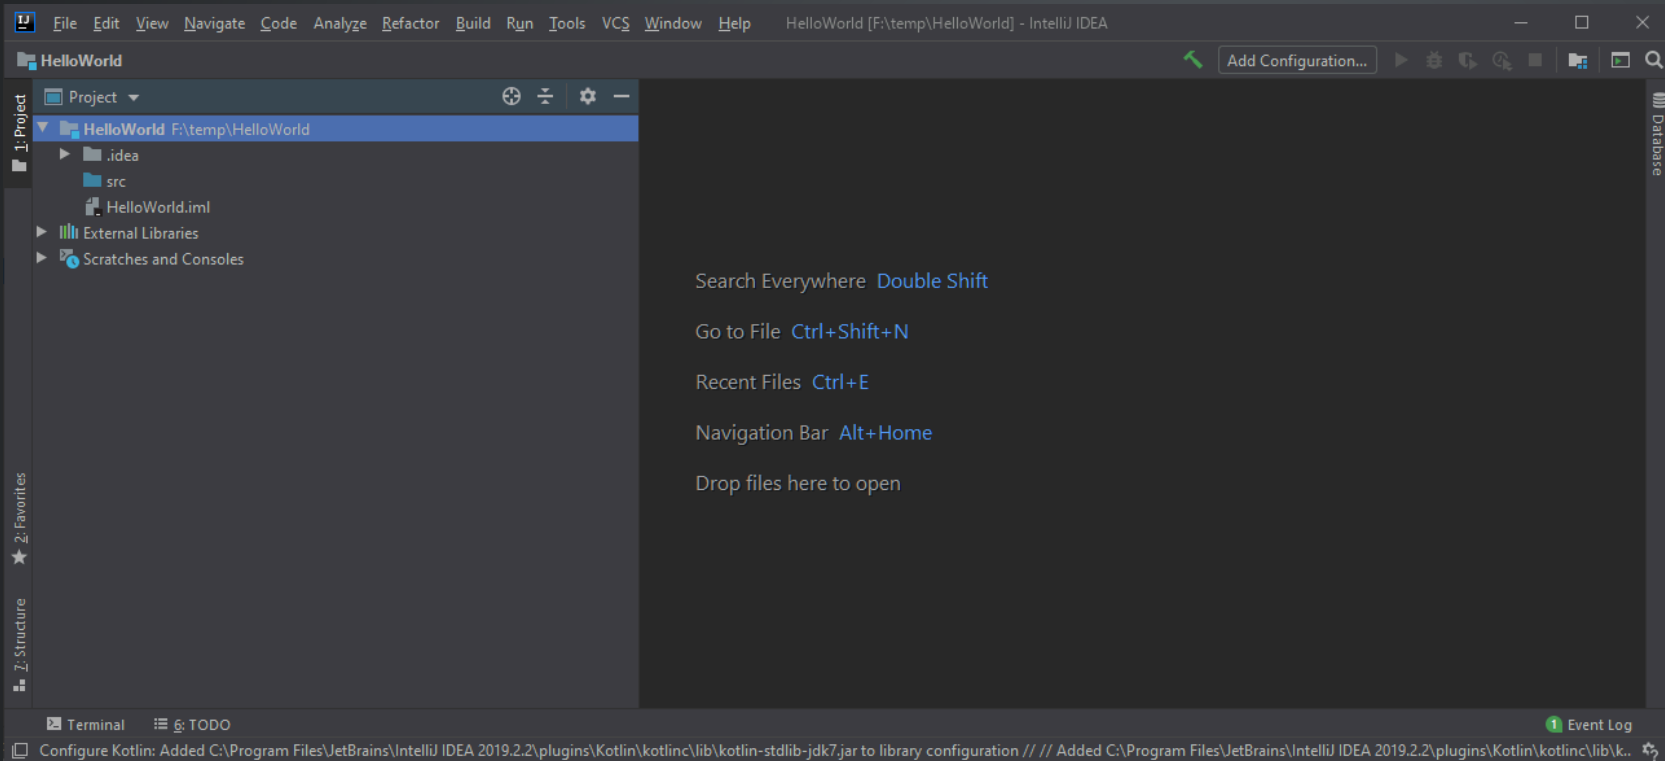 IJ File Edit View Navigate Code Analyze Refactor Build Run Tools VCS Window Help HelloWorld [F:\temp\HelloWorld] - IntelliJ IDEA
HelloWorld Add Configuration...
1: Project
Project
HelloWorld F:\temp\HelloWorld
.idea
src
HelloWorld.iml
External Libraries
Scratches and Consoles
Search Everywhere Double Shift
Go to File Ctrl+Shift+N
Recent Files Ctrl+E
Navigation Bar Alt+Home
Drop files here to open
Database
2: Favorites
7: Structure
Terminal 6: TODO 1 Event Log
Configure Kotlin: Added C:\Program Files\JetBrains\IntelliJ IDEA 2019.2.2\plugins\Kotlin\kotlinc\lib\kotlin-stdlib-jdk7.jar to library configuration // // Added C:\Program Files\JetBrains\IntelliJ IDEA 2019.2.2\plugins\Kotlin\kotlinc\lib\k..